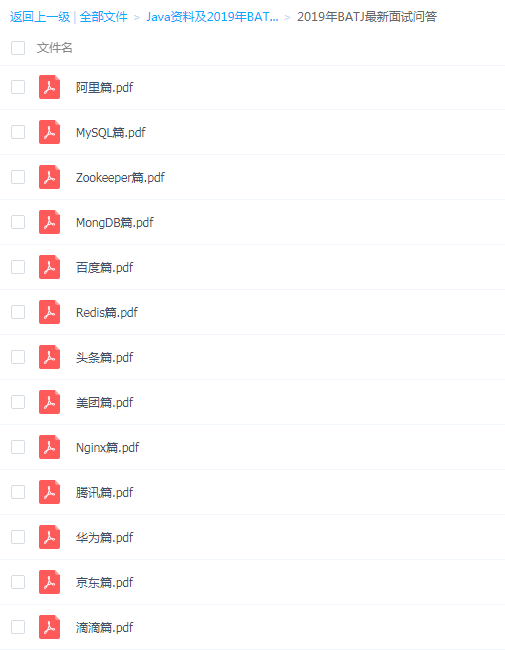 返回上一级 | 全部文件 > Java资料及2019年BAT... > 2019年BATJ最新面试问答
文件名
阿里篇.pdf
MySQL篇.pdf
Zookeeper篇.pdf
MongDB篇.pdf
百度篇.pdf
Redis篇.pdf
头条篇.pdf
美团篇.pdf
Nginx篇.pdf
腾讯篇.pdf
华为篇.pdf
京东篇.pdf
滴滴篇.pdf